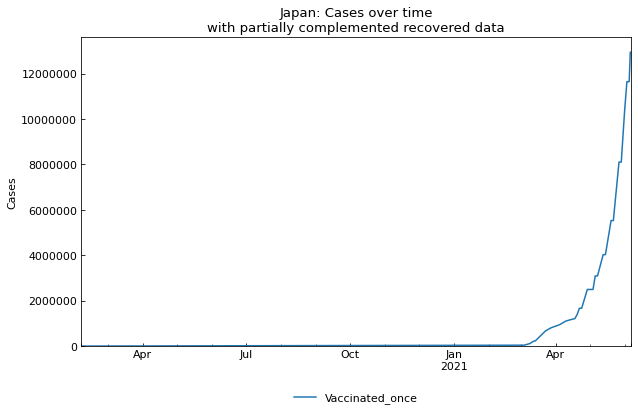 Japan: Cases over time
with partially complemented recovered data
12000000
10000000
8000000
6000000
4000000
2000000
0
Cases
Apr
Jul
Oct
Jan
2021
Apr
Vaccinated_once